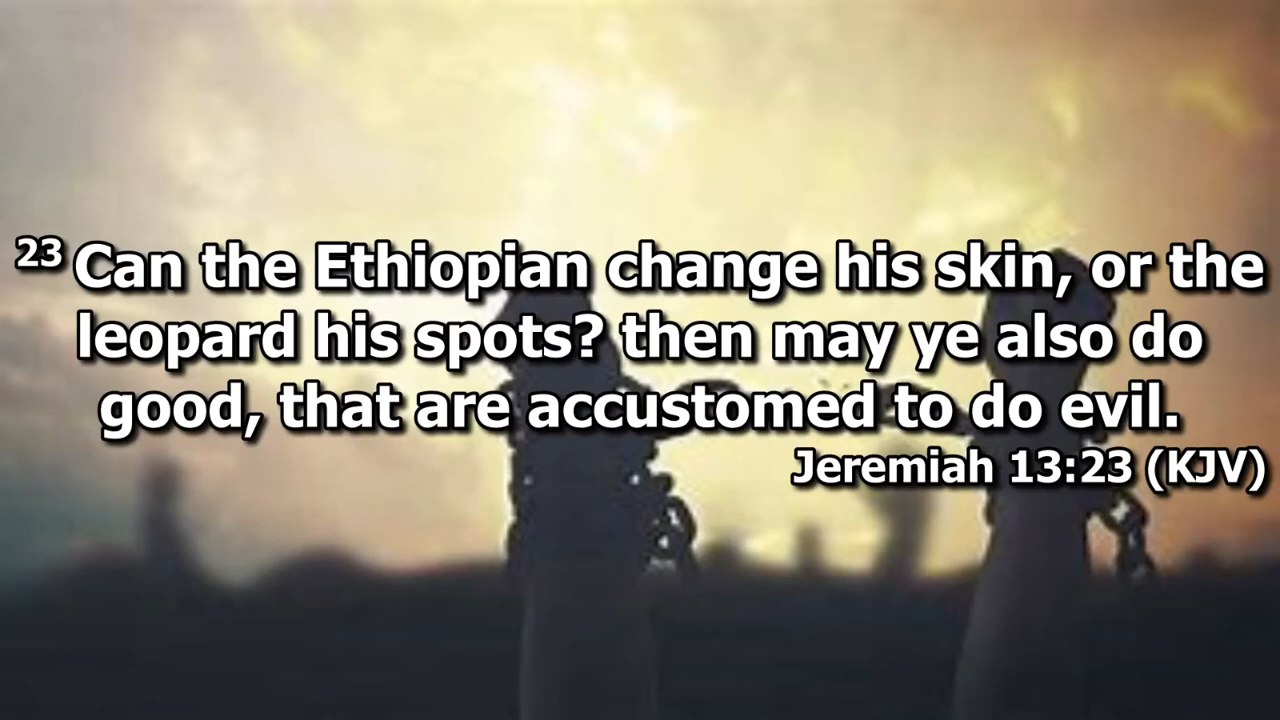 23 Can the Ethiopian change his skin, or the
leopard his spots? then may ye also do
good, that are accustomed to do evil.
Jeremiah 13:23 (KJV)